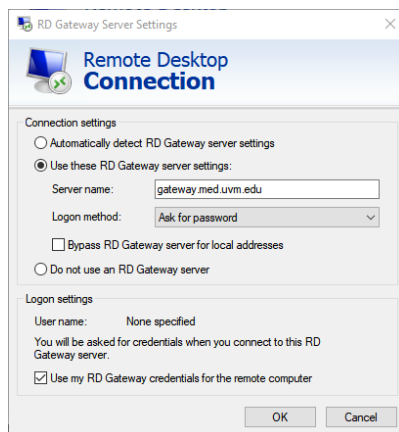 RD Gateway Server Settings
Remote Desktop
Connection
Connection settings
Automatically detect RD Gateway server settings
Use these RD Gateway server settings:
Server name: gateway.med.uvm.edu
Logon method: Ask for password
Bypass RD Gateway server for local addresses
Do not use an RD Gateway server
Logon settings
User name: None specified
You will be asked for credentials when you connect to this RD
Gateway server.
Use my RD Gateway credentials for the remote computer
OK Cancel